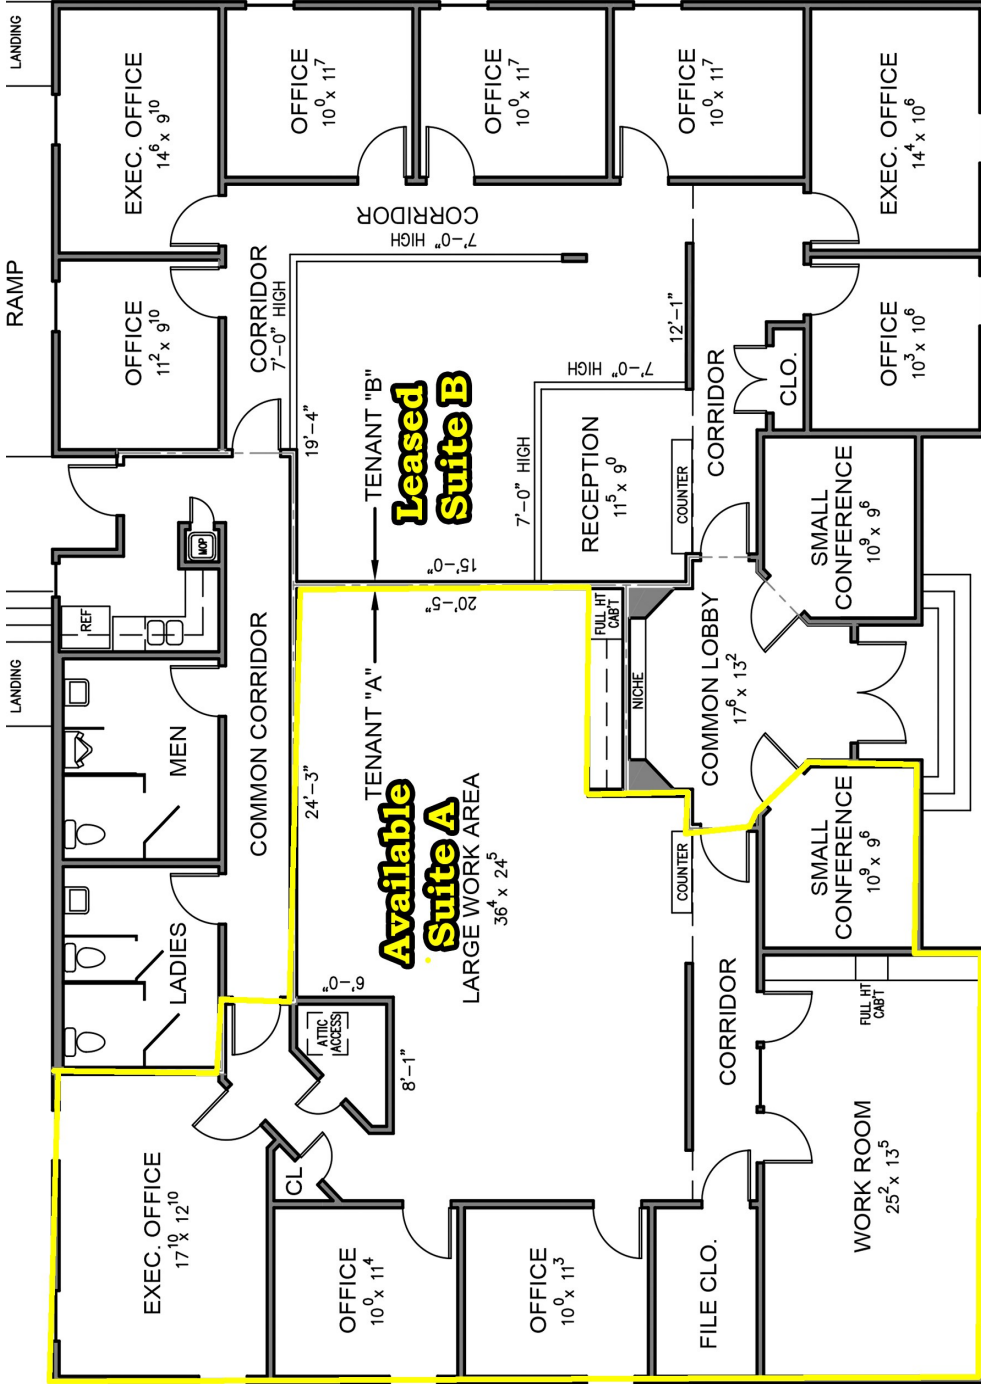 LANDING
RAMP
LANDING
EXEC. OFFICE
14⁶ x 9¹⁰
OFFICE
11² x 9¹⁰
OFFICE
10⁰ x 11⁷
OFFICE
10⁰ x 11⁷
OFFICE
10⁰ x 11⁷
EXEC. OFFICE
14⁴ x 10⁶
OFFICE
10³ x 10⁶
CORRIDOR
7'-0" HIGH
CORRIDOR
7'-0" HIGH
19'-4"
12'-1"
TENANT "B"
Leased
Suite B
7'-0" HIGH
7'-0" HIGH
RECEPTION
11⁵ x 9⁰
COUNTER
CORRIDOR
CLO.
SMALL
CONFERENCE
10⁹ x 9⁶
15'-0"
20'-5"
REF
MOP
MEN
LADIES
COMMON CORRIDOR
24'-3"
TENANT "A"
Available
Suite A
LARGE WORK AREA
36⁴ x 24⁵
FULL HT
CAB'T
NICHE
COMMON LOBBY
17⁶ x 13²
COUNTER
SMALL
CONFERENCE
10⁹ x 9⁶
6'-0"
ATTIC
ACCESS
8'-1"
CORRIDOR
FULL HT
CAB'T
EXEC. OFFICE
17¹⁰ x 12¹⁰
CL
OFFICE
10⁰ x 11⁴
OFFICE
10⁰ x 11³
FILE CLO.
WORK ROOM
25² x 13⁵